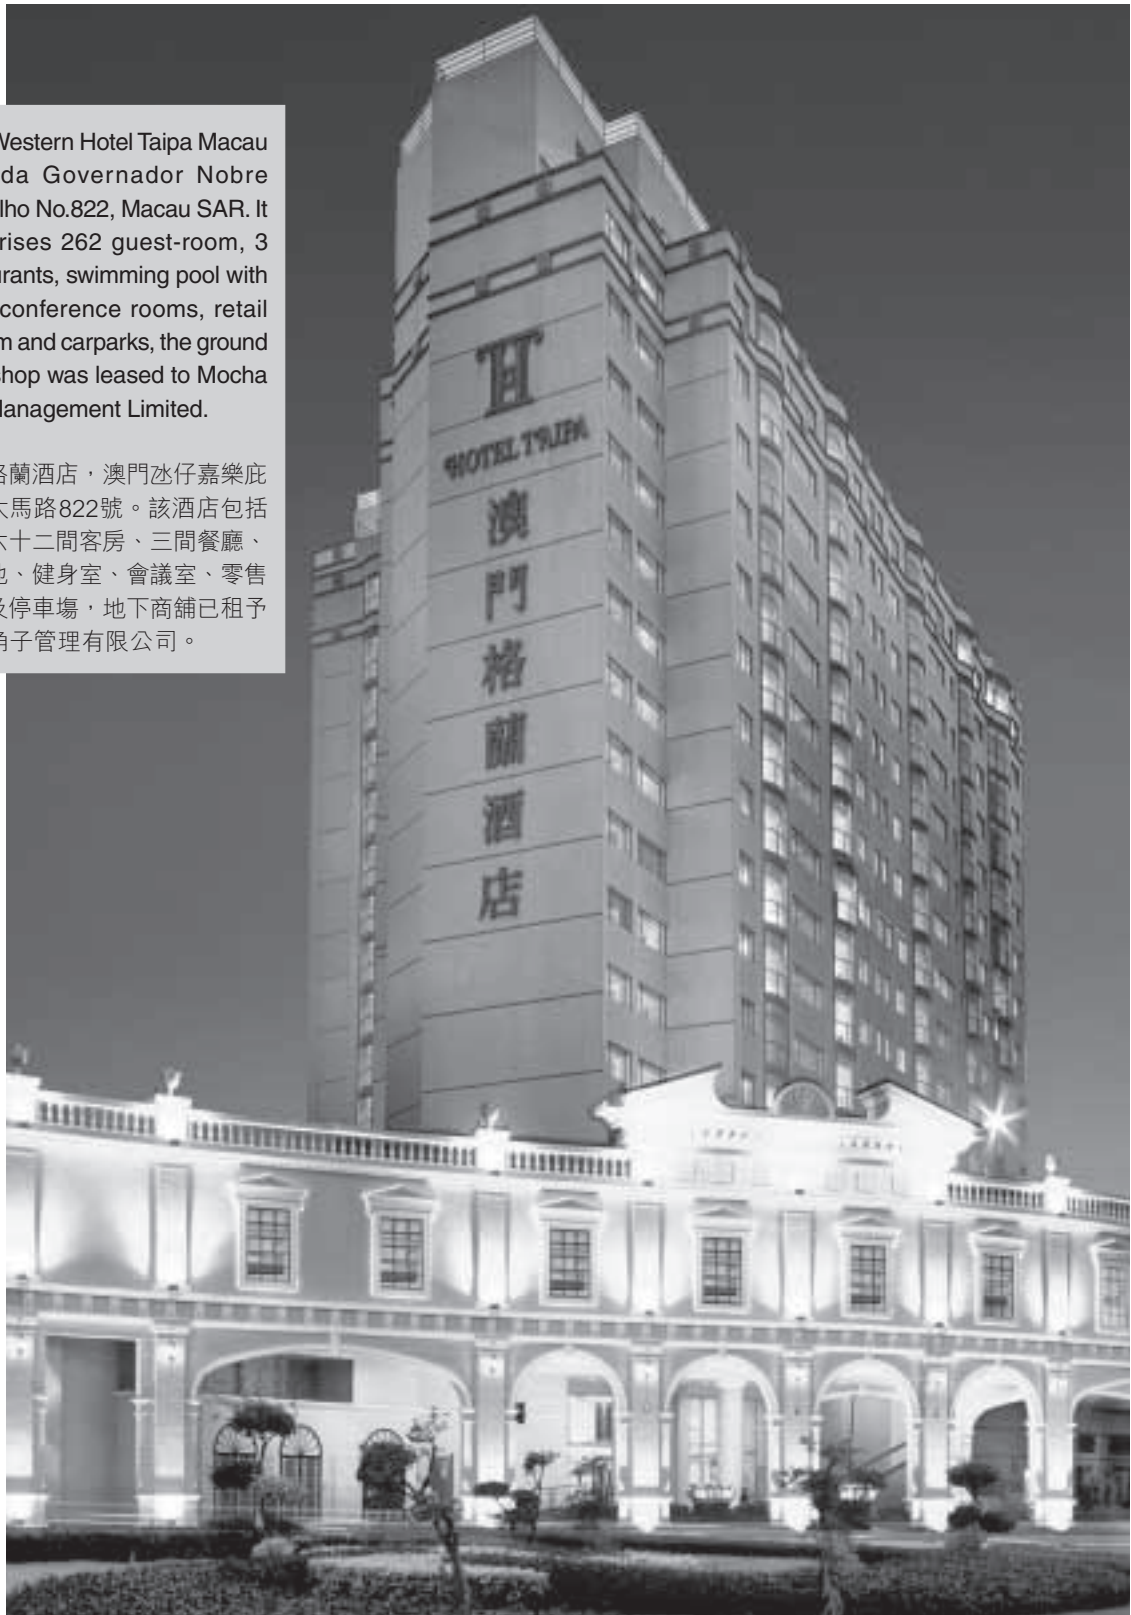 Western Hotel Taipa Macau
da Governador Nobre
lho No.822, Macau SAR. It
rises 262 guest-room, 3
urants, swimming pool with
conference rooms, retail
m and carparks, the ground
shop was leased to Mocha
Management Limited.
格蘭酒店，澳門氹仔嘉樂庇
大馬路822號。該酒店包括
六十二間客房、三間餐廳、
池、健身室、會議室、零售
及停車塲，地下商舖已租予
角子管理有限公司。
H
HOTEL TAIPA
澳
門
格
蘭
酒
店